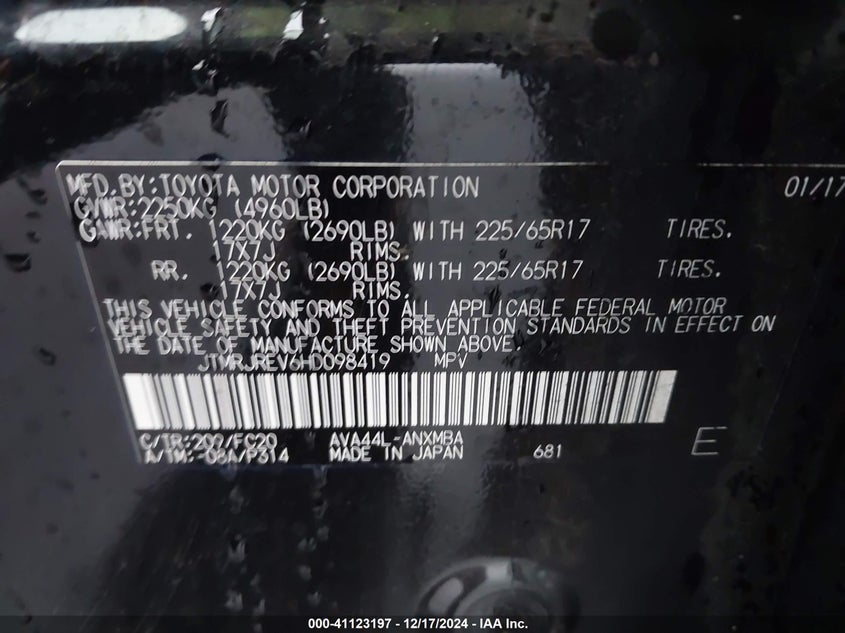 MFD.BY:TOYOTA MOTOR CORPORATION 01/17
GVWR:2250KG (4960LB)
GAWR:FRT. 1220KG (2690LB) WITH 225/65R17 TIRES.
17X7J RIMS.
RR. 1220KG (2690LB) WITH 225/65R17 TIRES.
17X7J RIMS.
THIS VEHICLE CONFORMS TO ALL APPLICABLE FEDERAL MOTOR
VEHICLE SAFETY AND THEFT PREVENTION STANDARDS IN EFFECT ON
THE DATE OF MANUFACTURE SHOWN ABOVE.
JTMRJREV6HD098419 MPV
C/TR:209/FC20 AVA44L-ANXMBA
A/TM:-08A/P314 MADE IN JAPAN 681 E
000-41123197 - 12/17/2024 - IAA Inc.